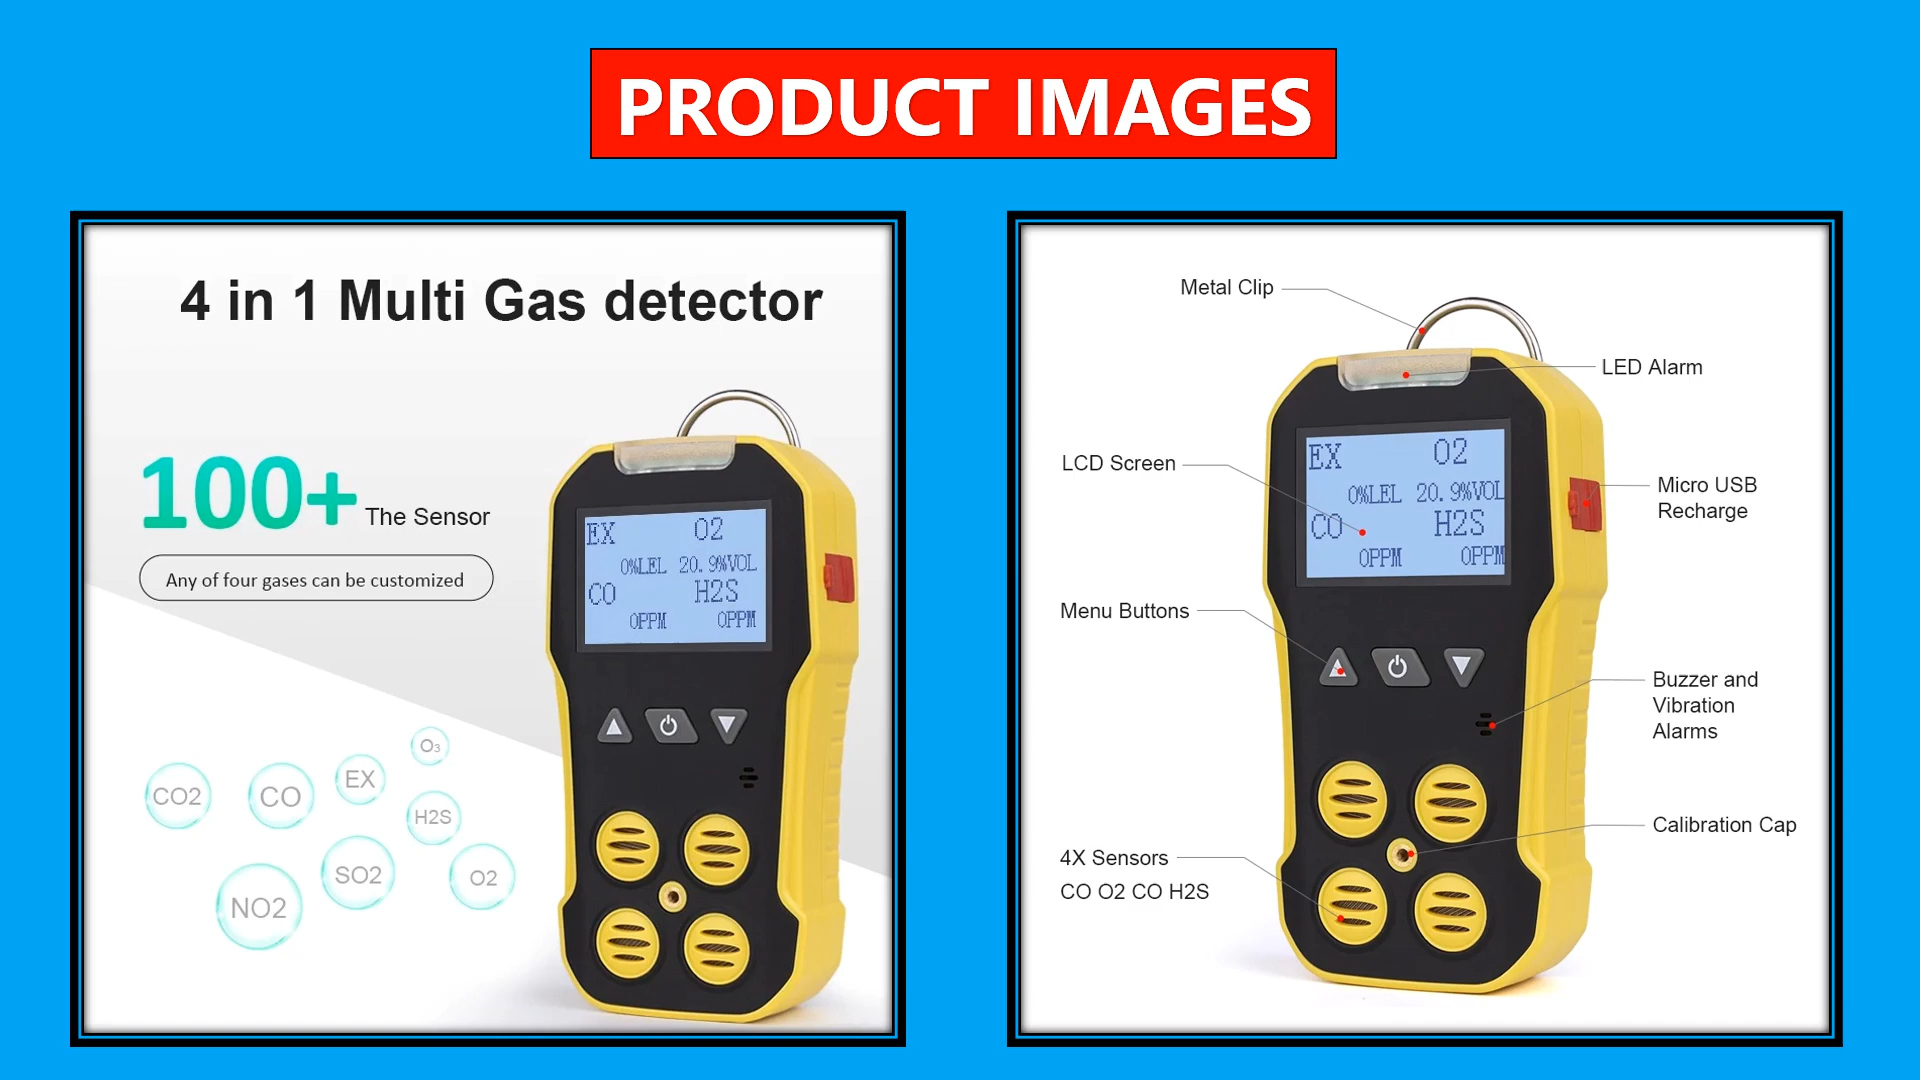 PRODUCT IMAGES
4 in 1 Multi Gas detector
100+ The Sensor
Any of four gases can be customized
EX O2
0%LEL 20.9%VOL
CO H2S
0PPM 0PPM
O3
CO2 CO EX
H2S
SO2 O2
NO2
Metal Clip
LED Alarm
LCD Screen
EX O2
0%LEL 20.9%VOL
CO H2S
0PPM 0PPM
Micro USB
Recharge
Menu Buttons
Buzzer and
Vibration
Alarms
Calibration Cap
4X Sensors
CO O2 CO H2S